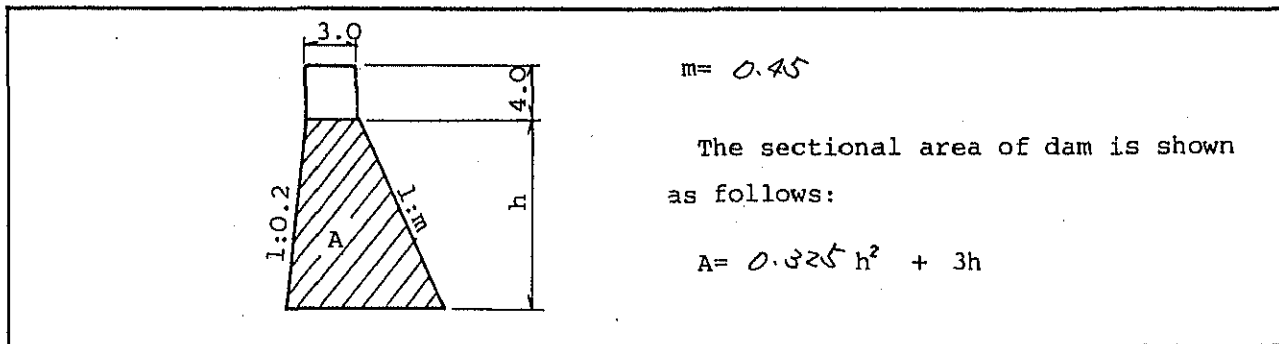 3.0
4.0
m= 0.45
The sectional area of dam is shown
as follows:
h
1:0.2
1:m
A
A= 0.325 h² + 3h